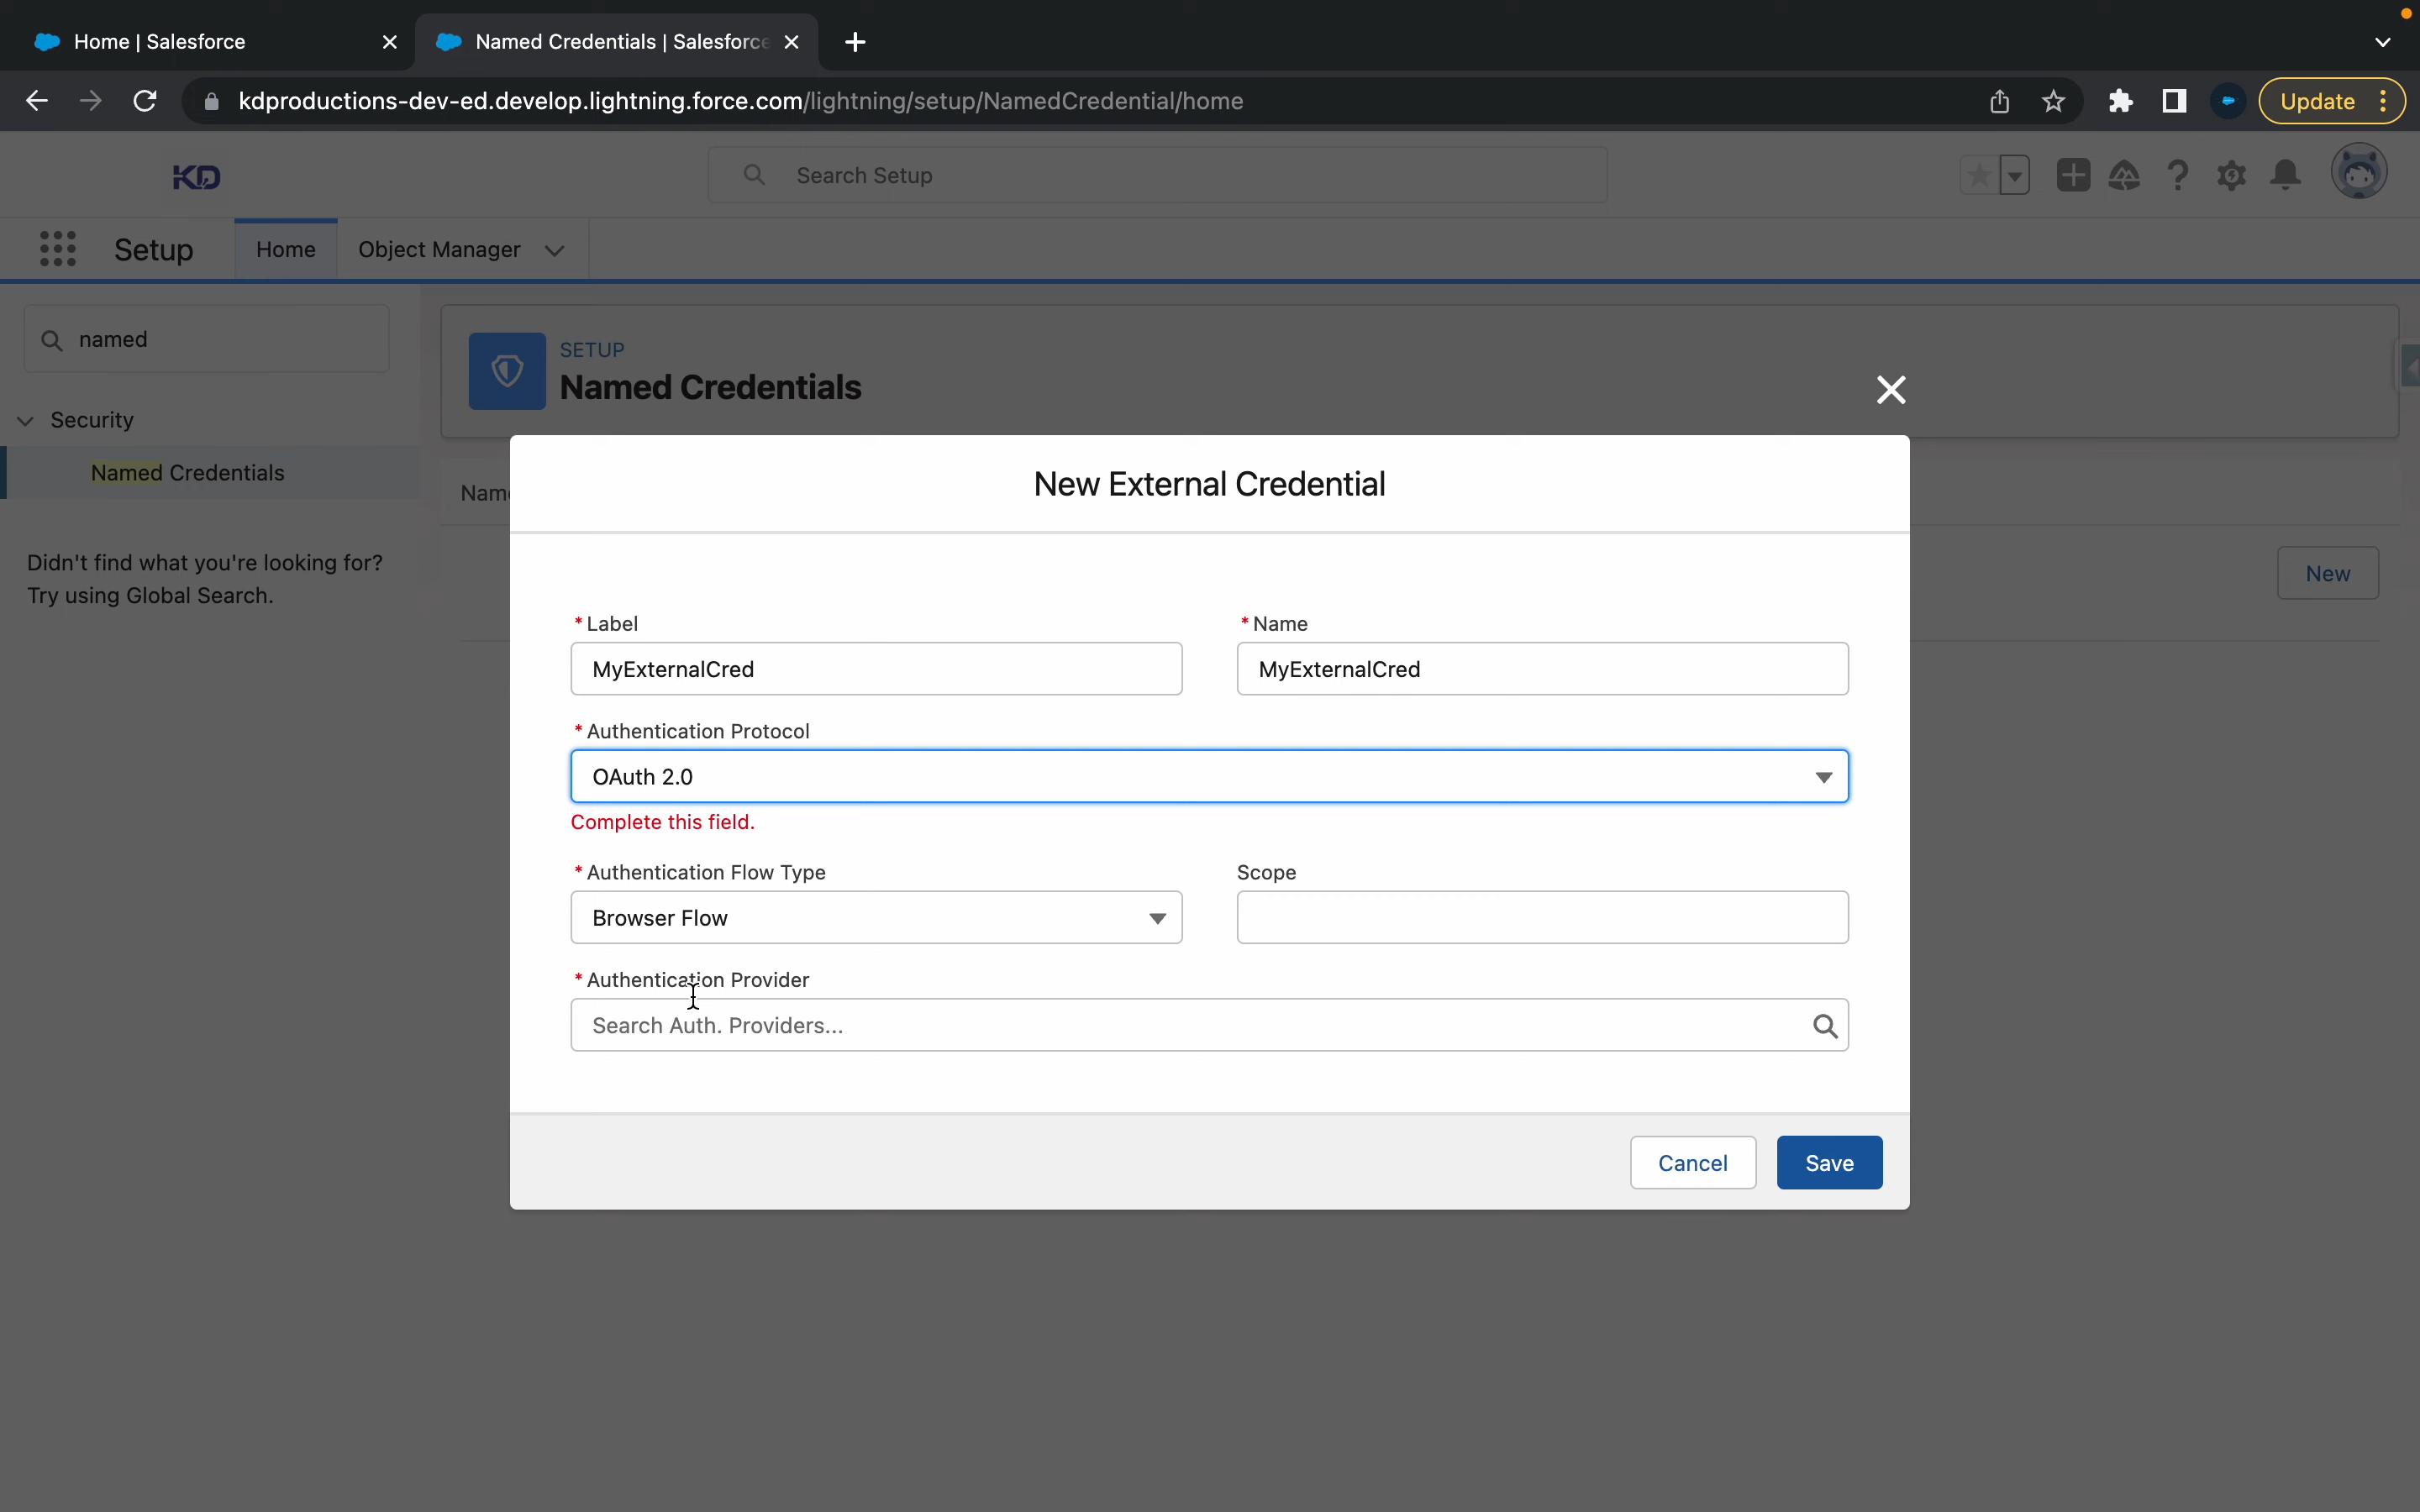 Home | Salesforce
Named Credentials | Salesforce
kdproductions-dev-ed.develop.lightning.force.com/lightning/setup/NamedCredential/home
Update
KD
Search Setup
Setup
Home
Object Manager
named
SETUP
Named Credentials
Security
Named Credentials
Nam
Didn't find what you're looking for?
Try using Global Search.
New
New External Credential
* Label
* Name
MyExternalCred
MyExternalCred
* Authentication Protocol
OAuth 2.0
Complete this field.
* Authentication Flow Type
Scope
Browser Flow
* Authentication Provider
Search Auth. Providers...
Cancel
Save